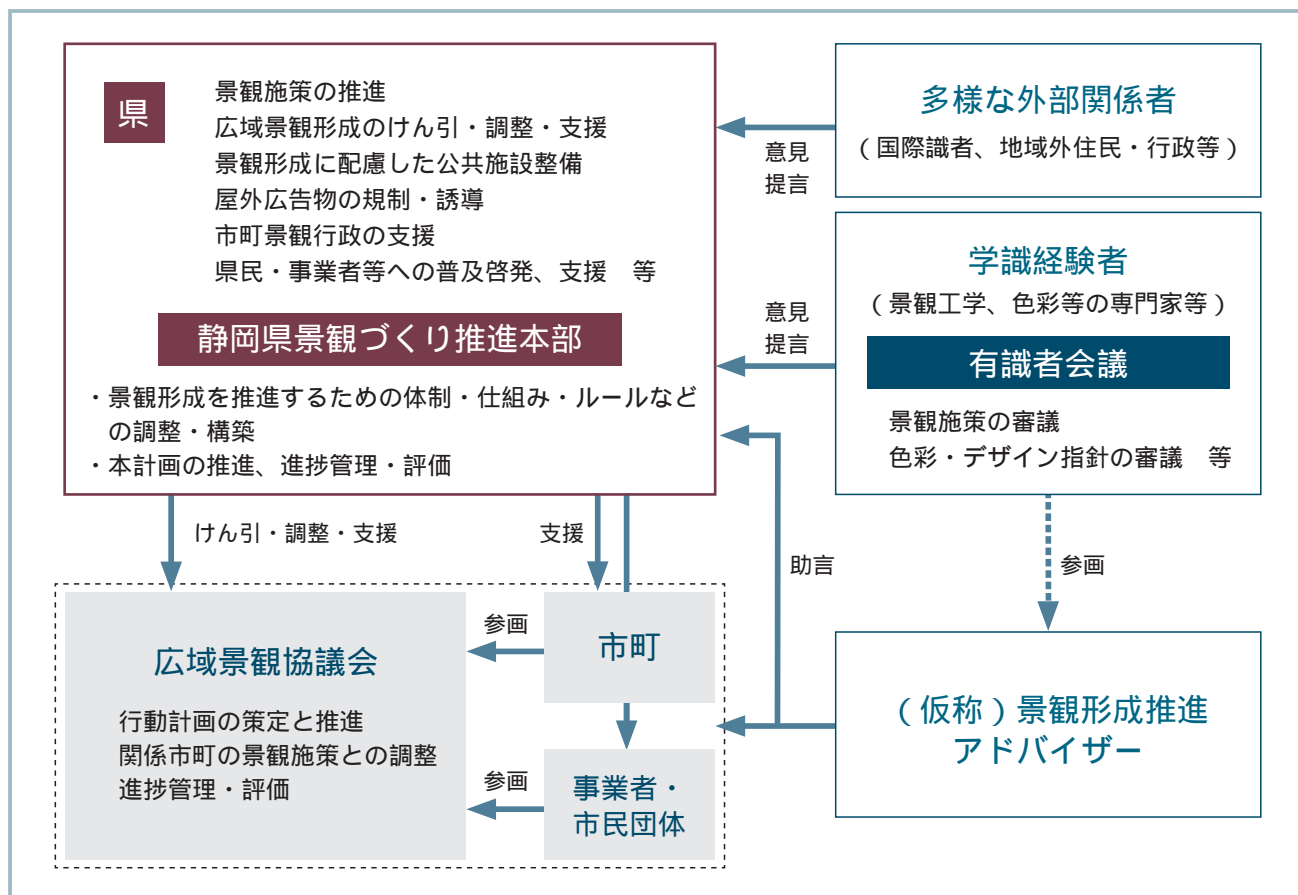 県
景観施策の推進
広域景観形成のけん引・調整・支援
景観形成に配慮した公共施設整備
屋外広告物の規制・誘導
市町景観行政の支援
県民・事業者等への普及啓発、支援　等
静岡県景観づくり推進本部
・景観形成を推進するための体制・仕組み・ルールなど
の調整・構築
・本計画の推進、進捗管理・評価
意見
提言
多様な外部関係者
（国際識者、地域外住民・行政等）
意見
提言
学識経験者
（景観工学、色彩等の専門家等）
有識者会議
景観施策の審議
色彩・デザイン指針の審議　等
けん引・調整・支援
支援
助言
参画
広域景観協議会
行動計画の策定と推進
関係市町の景観施策との調整
進捗管理・評価
参画
市町
参画
事業者・
市民団体
（仮称）景観形成推進
アドバイザー